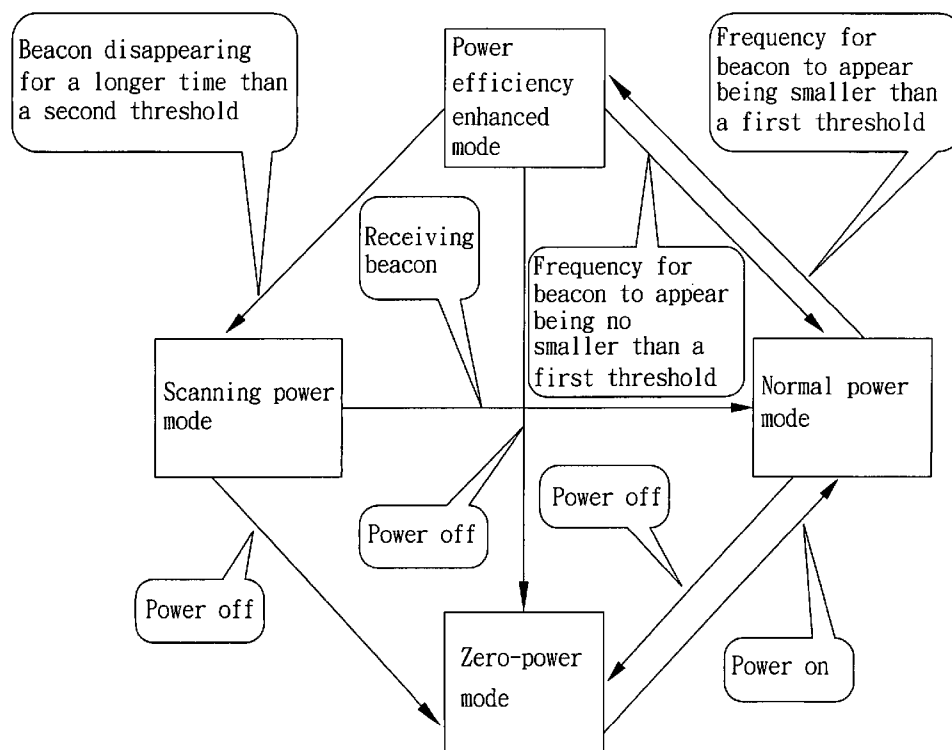 Beacon disappearing
for a longer time than
a second threshold
Power
efficiency
enhanced
mode
Frequency for
beacon to appear
being smaller than
a first threshold
Receiving
beacon
Frequency for
beacon to appear
being no
smaller than a
first threshold
Scanning power
mode
Normal power
mode
Power off
Power off
Power off
Zero-power
mode
Power on